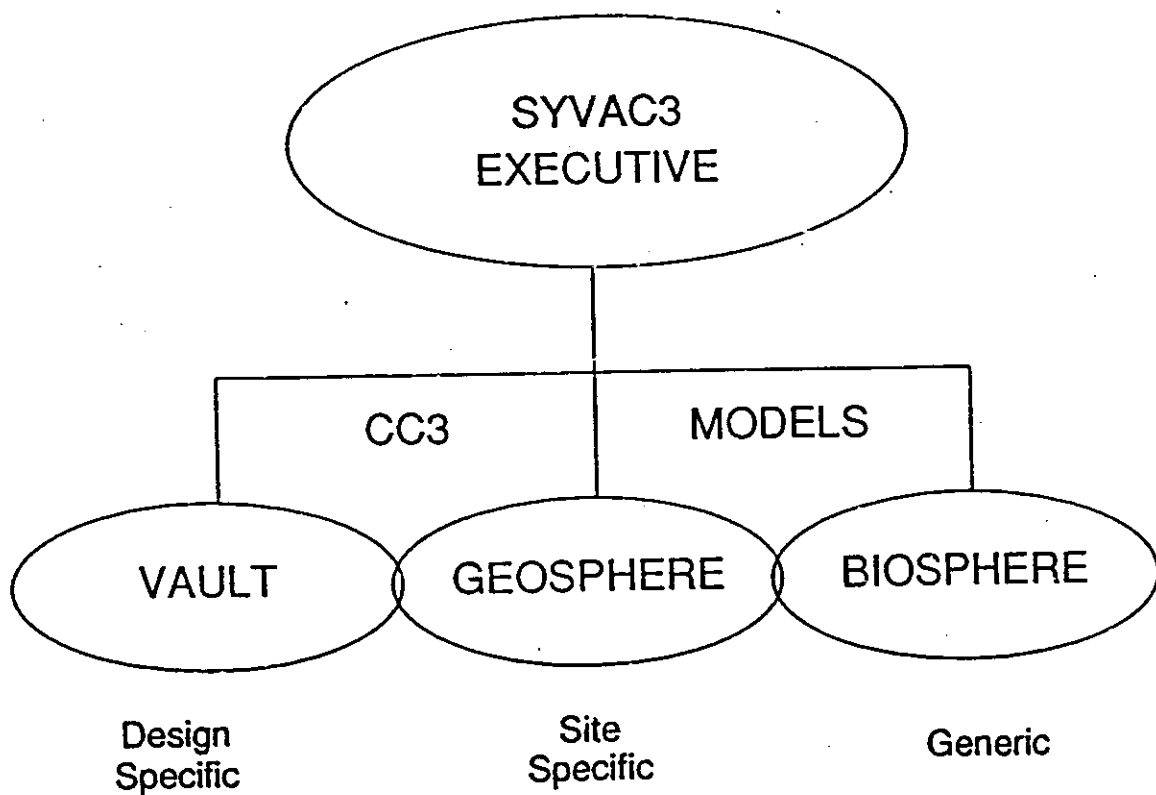 SYVAC3
EXECUTIVE
CC3 MODELS
VAULT GEOSPHERE BIOSPHERE
Design Site Generic
Specific Specific